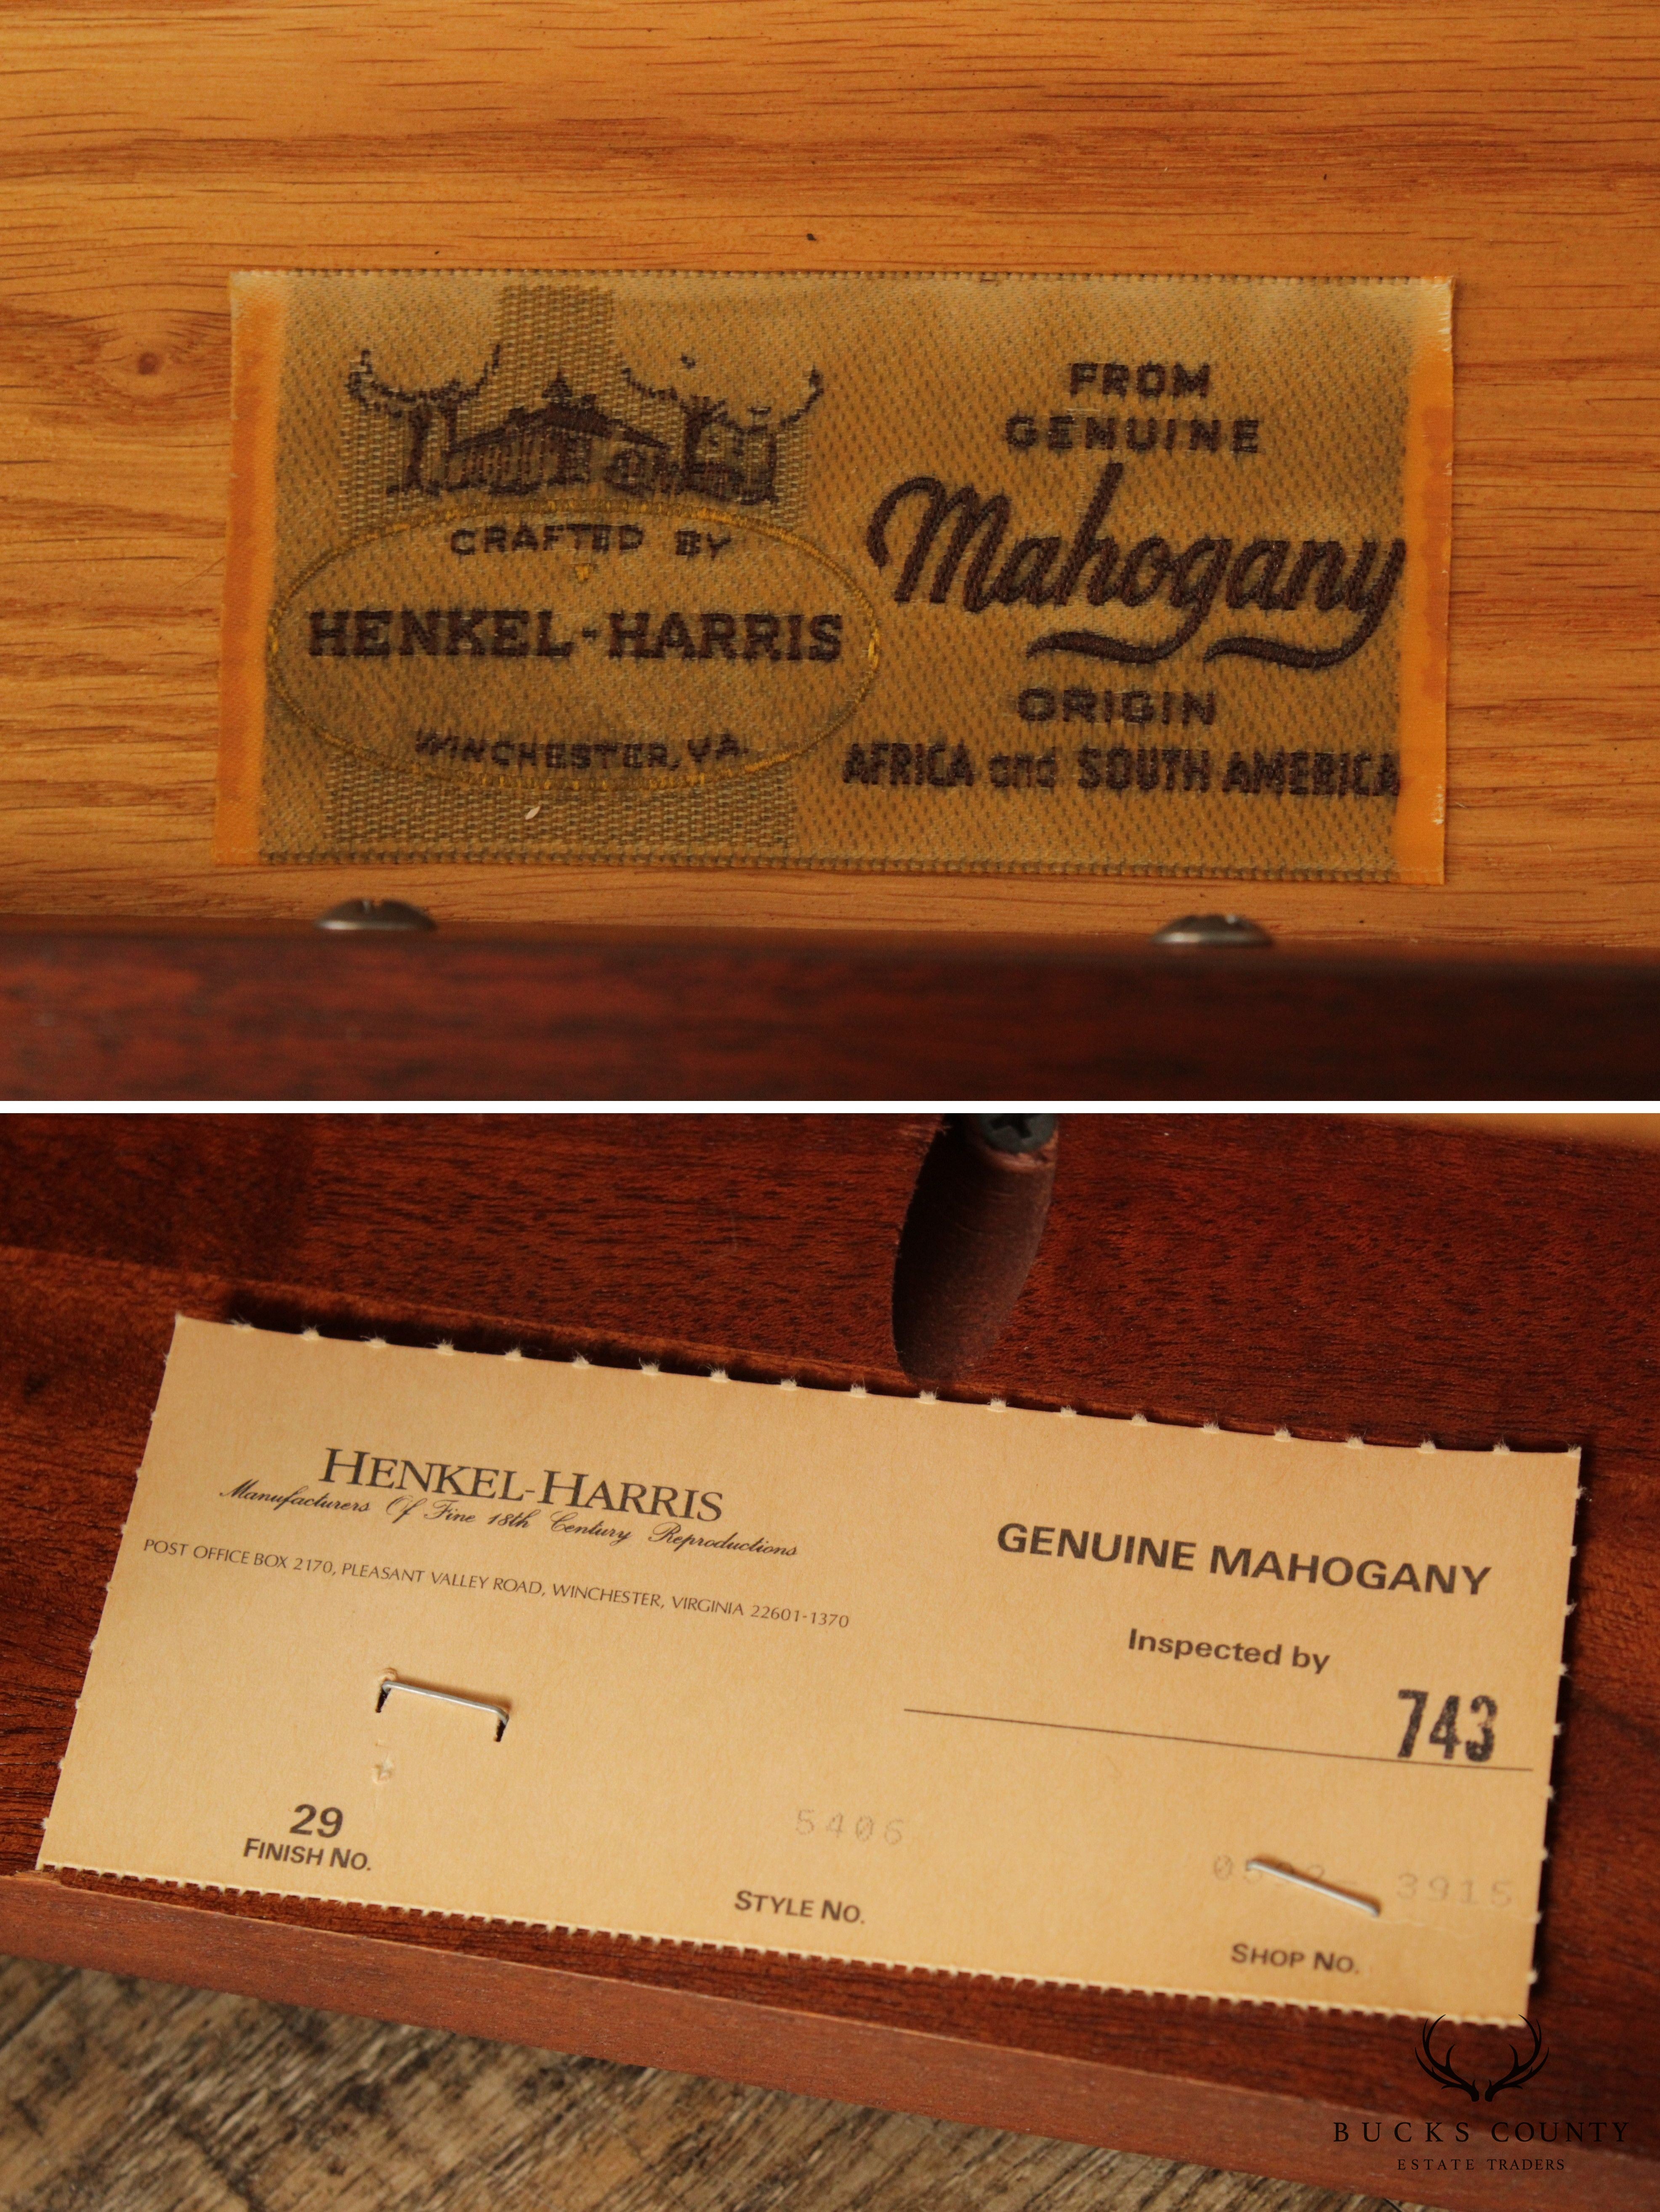 CRAFTED BY
HENKEL-HARRIS
WINCHESTER, VA.
FROM
GENUINE
Mahogany
ORIGIN
AFRICA and SOUTH AMERICA
HENKEL-HARRIS
Manufacturers Of Fine 18th Century Reproductions
POST OFFICE BOX 2170, PLEASANT VALLEY ROAD, WINCHESTER, VIRGINIA 22601-1370
GENUINE MAHOGANY
Inspected by
743
29
FINISH NO.
5406
STYLE NO.
3915
SHOP NO.
BUCKS COUNTY
ESTATE TRADERS